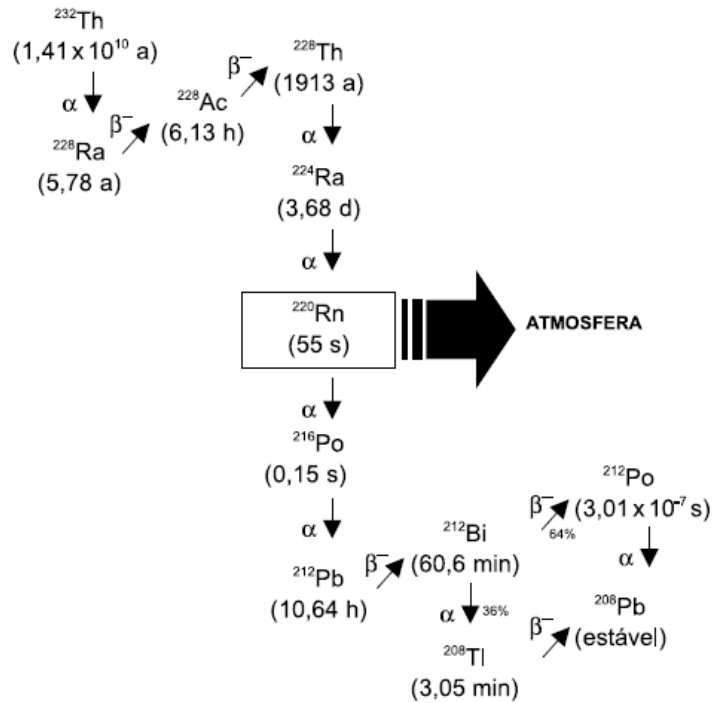 ²³²Th
(1,41 x 10¹⁰ a)
α
²²⁸Ra
(5,78 a)
β⁻
²²⁸Ac
(6,13 h)
β⁻
²²⁸Th
(1913 a)
α
²²⁴Ra
(3,68 d)
α
²²⁰Rn
(55 s)
ATMOSFERA
α
²¹⁶Po
(0,15 s)
α
²¹²Pb
(10,64 h)
β⁻
²¹²Bi
(60,6 min)
β⁻
64%
²¹²Po
(3,01 x 10⁻⁷ s)
α
α
36%
²⁰⁸Tl
(3,05 min)
β⁻
²⁰⁸Pb
(estável)